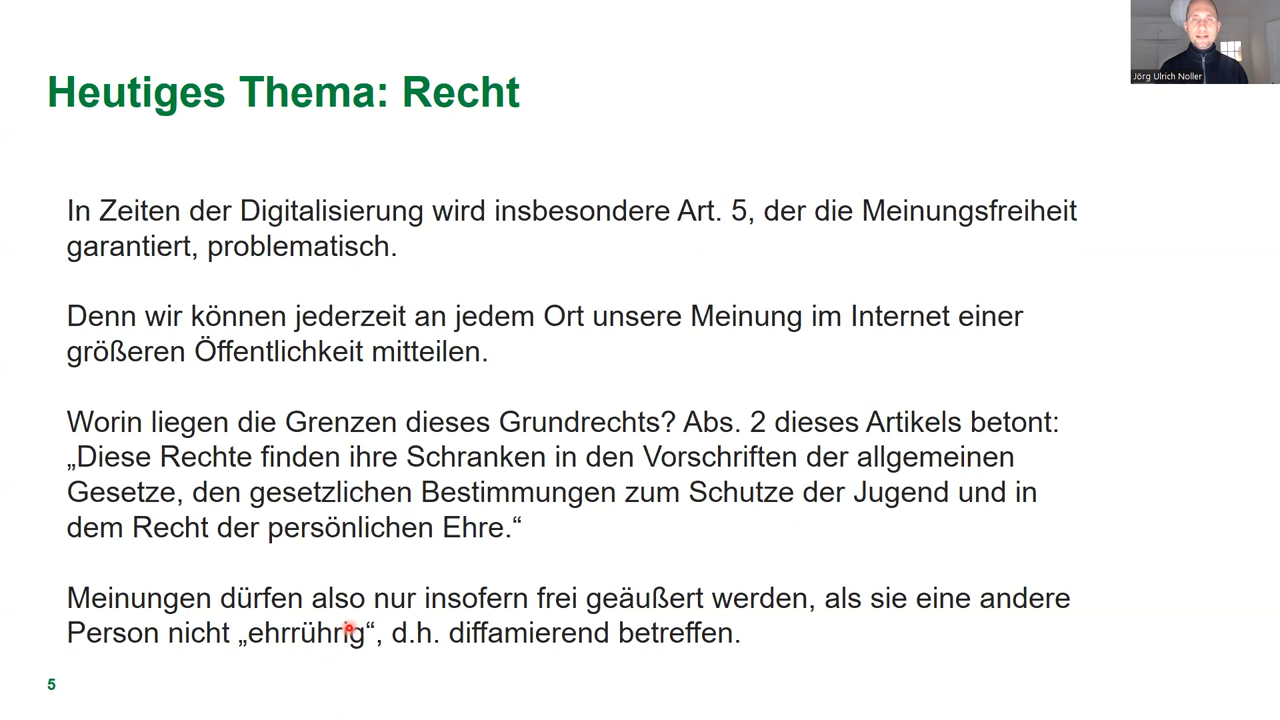 Heutiges Thema: Recht
Jörg Ulrich Noller
In Zeiten der Digitalisierung wird insbesondere Art. 5, der die Meinungsfreiheit
garantiert, problematisch.
Denn wir können jederzeit an jedem Ort unsere Meinung im Internet einer
größeren Öffentlichkeit mitteilen.
Worin liegen die Grenzen dieses Grundrechts? Abs. 2 dieses Artikels betont:
„Diese Rechte finden ihre Schranken in den Vorschriften der allgemeinen
Gesetze, den gesetzlichen Bestimmungen zum Schutze der Jugend und in
dem Recht der persönlichen Ehre.“
Meinungen dürfen also nur insofern frei geäußert werden, als sie eine andere
Person nicht „ehrrührig“, d.h. diffamierend betreffen.
5